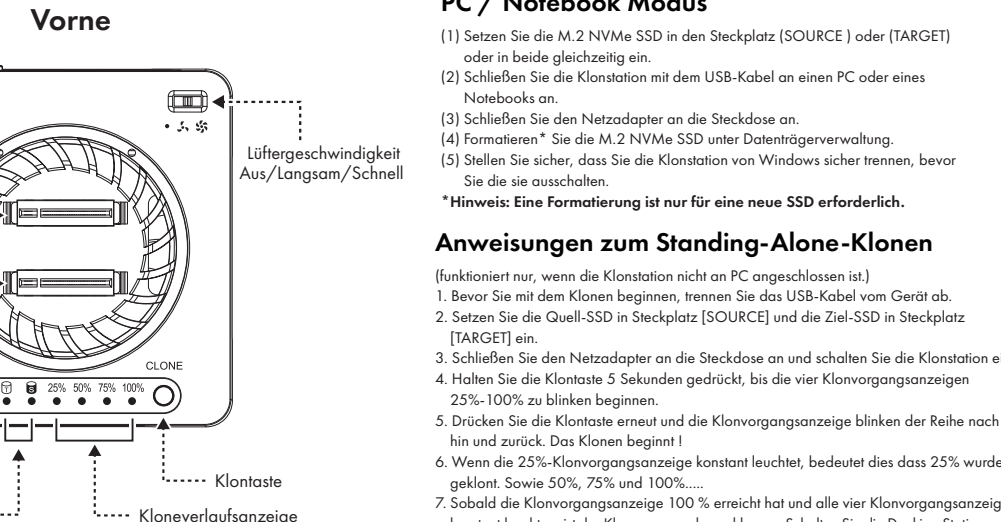 Vorne
Lüftergeschwindigkeit
Aus/Langsam/Schnell
CLONE
25% 50% 75% 100%
Klontaste
Kloneverlaufsanzeige
PC / Notebook Modus
(1) Setzen Sie die M.2 NVMe SSD in den Steckplatz (SOURCE ) oder (TARGET)
oder in beide gleichzeitig ein.
(2) Schließen Sie die Klonstation mit dem USB-Kabel an einen PC oder eines
Notebooks an.
(3) Schließen Sie den Netzadapter an die Steckdose an.
(4) Formatieren* Sie die M.2 NVMe SSD unter Datenträgerverwaltung.
(5) Stellen Sie sicher, dass Sie die Klonstation von Windows sicher trennen, bevor
Sie die sie ausschalten.
*Hinweis: Eine Formatierung ist nur für eine neue SSD erforderlich.
Anweisungen zum Standing-Alone-Klonen
(funktioniert nur, wenn die Klonstation nicht an PC angeschlossen ist.)
1. Bevor Sie mit dem Klonen beginnen, trennen Sie das USB-Kabel vom Gerät ab.
2. Setzen Sie die Quell-SSD in Steckplatz [SOURCE] und die Ziel-SSD in Steckplatz
[TARGET] ein.
3. Schließen Sie den Netzadapter an die Steckdose an und schalten Sie die Klonstation
4. Halten Sie die Klontaste 5 Sekunden gedrückt, bis die vier Klonvorgangsanzeigen
25%-100% zu blinken beginnen.
5. Drücken Sie die Klontaste erneut und die Klonvorgangsanzeige blinken der Reihe nach
hin und zurück. Das Klonen beginnt !
6. Wenn die 25%-Klonvorgangsanzeige konstant leuchtet, bedeutet dies dass 25% wurde
geklont. Sowie 50%, 75% und 100%.....
7. Sobald die Klonvorgangsanzeige 100 % erreicht hat und alle vier Klonvorgangsanzeig